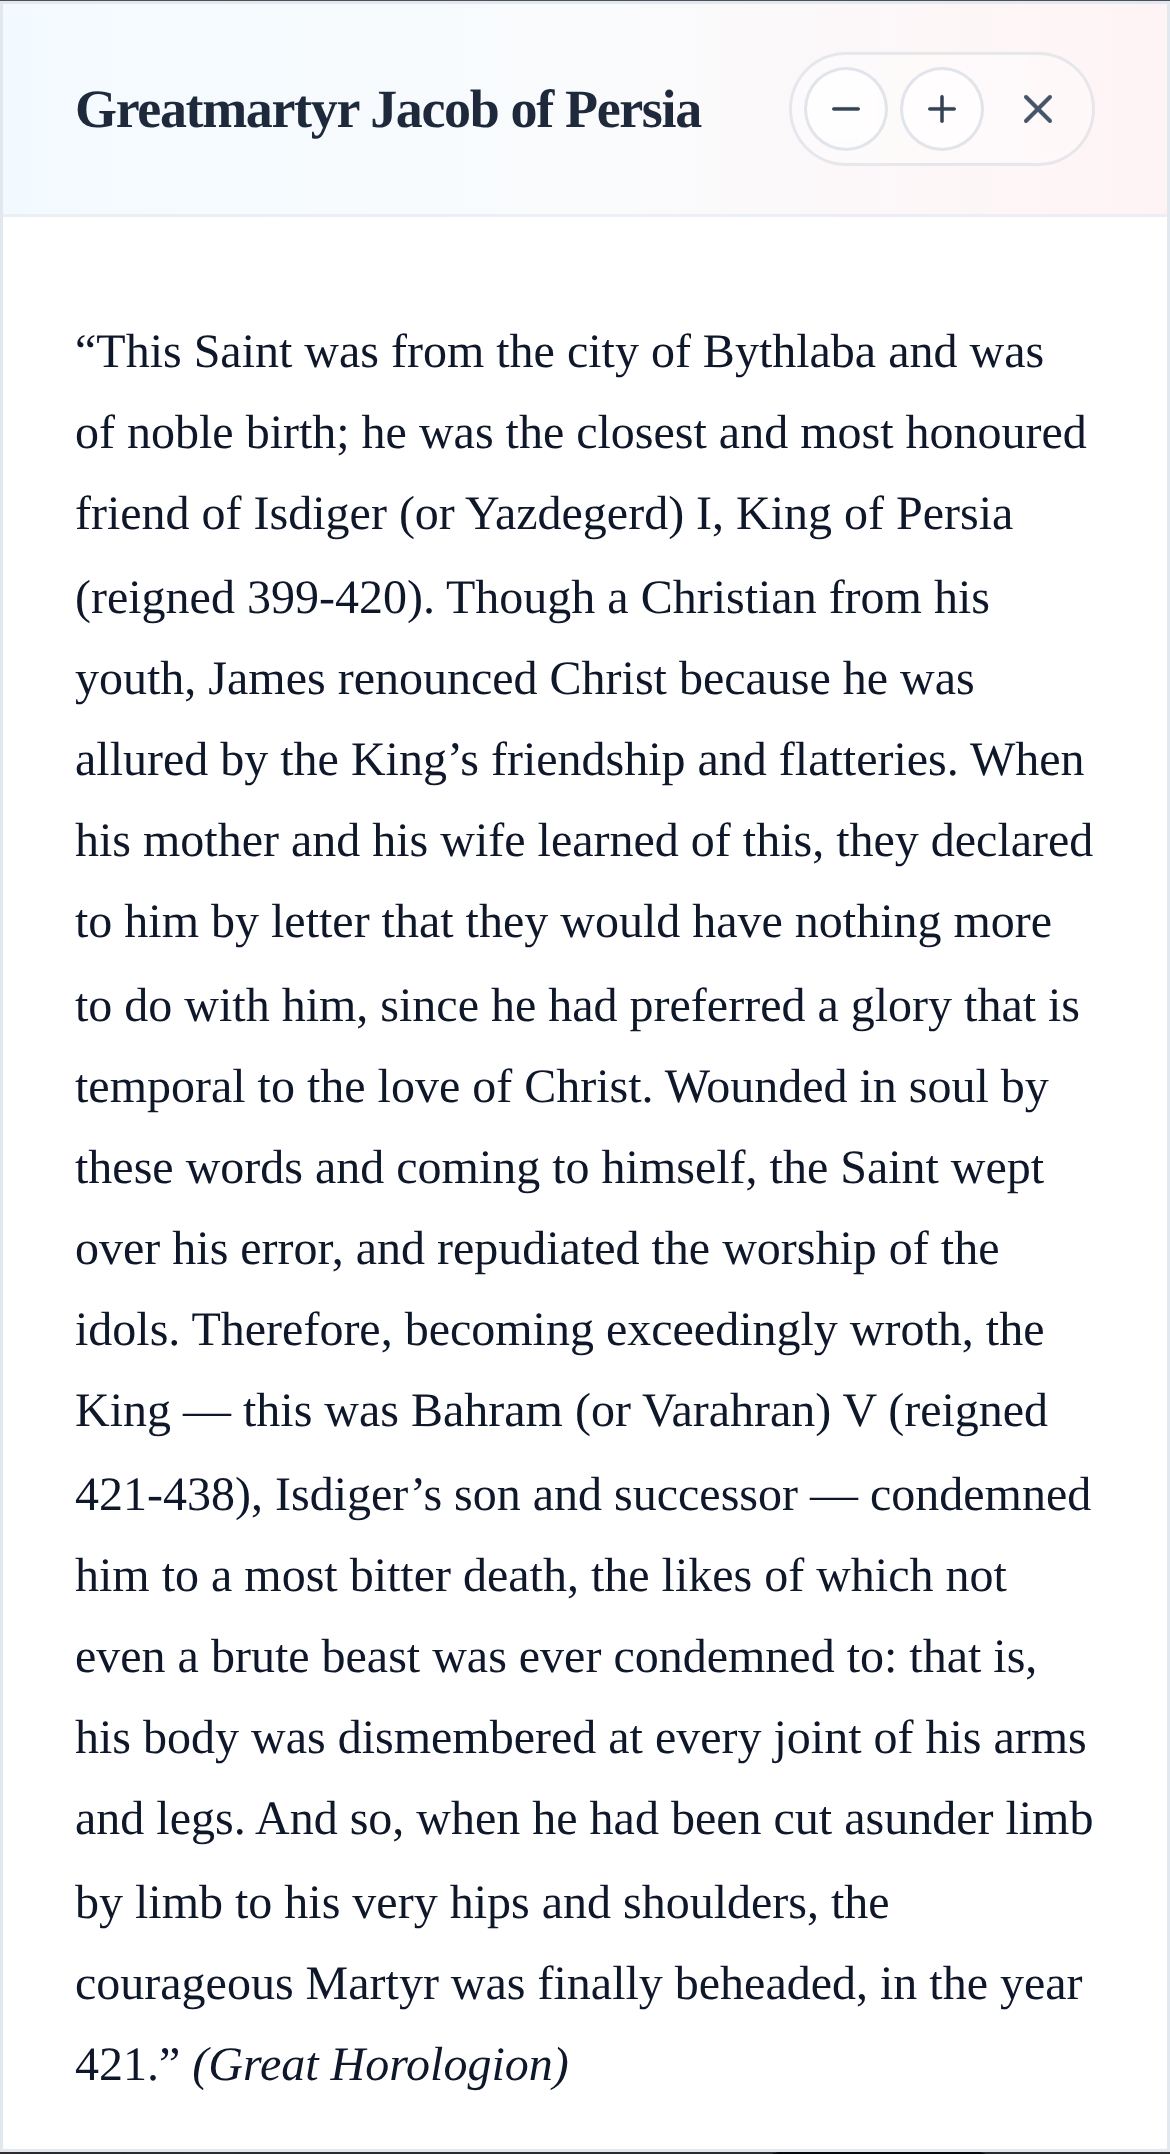 Greatmartyr Jacob of Persia
“This Saint was from the city of Bythlaba and was
of noble birth; he was the closest and most honoured
friend of Isdiger (or Yazdegerd) I, King of Persia
(reigned 399-420). Though a Christian from his
youth, James renounced Christ because he was
allured by the King’s friendship and flatteries. When
his mother and his wife learned of this, they declared
to him by letter that they would have nothing more
to do with him, since he had preferred a glory that is
temporal to the love of Christ. Wounded in soul by
these words and coming to himself, the Saint wept
over his error, and repudiated the worship of the
idols. Therefore, becoming exceedingly wroth, the
King — this was Bahram (or Varahran) V (reigned
421-438), Isdiger’s son and successor — condemned
him to a most bitter death, the likes of which not
even a brute beast was ever condemned to: that is,
his body was dismembered at every joint of his arms
and legs. And so, when he had been cut asunder limb
by limb to his very hips and shoulders, the
courageous Martyr was finally beheaded, in the year
421.” (Great Horologion)